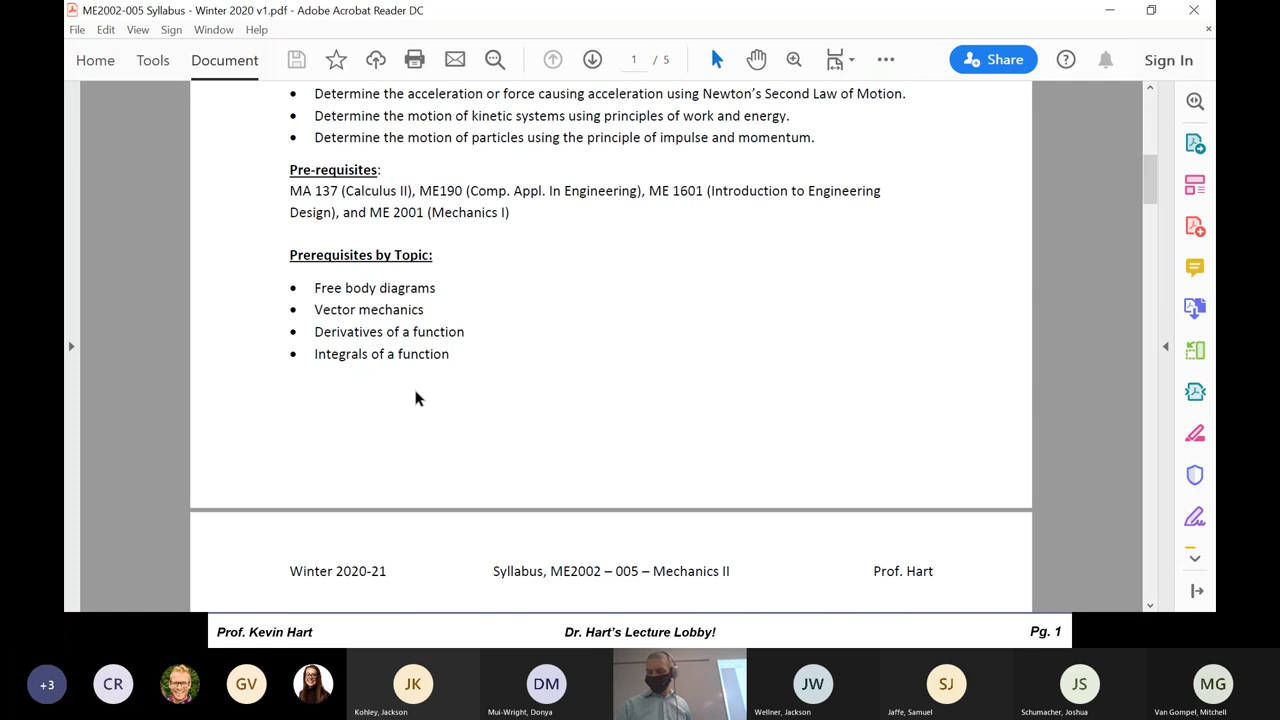 ME2002-005 Syllabus - Winter 2020 v1.pdf - Adobe Acrobat Reader DC
File Edit View Sign Window Help
Home Tools Document 1 / 5 Share Sign In
• Determine the acceleration or force causing acceleration using Newton's Second Law of Motion.
• Determine the motion of kinetic systems using principles of work and energy.
• Determine the motion of particles using the principle of impulse and momentum.
Pre-requisites:
MA 137 (Calculus II), ME190 (Comp. Appl. In Engineering), ME 1601 (Introduction to Engineering
Design), and ME 2001 (Mechanics I)
Prerequisites by Topic:
• Free body diagrams
• Vector mechanics
• Derivatives of a function
• Integrals of a function
Winter 2020-21 Syllabus, ME2002 – 005 – Mechanics II Prof. Hart
Prof. Kevin Hart Dr. Hart's Lecture Lobby! Pg. 1
+3 CR GV JK DM JW SJ JS MG
Kohley, Jackson Mui-Wright, Donya Wellner, Jackson Jaffe, Samuel Schumacher, Joshua Van Gompel, Mitchell